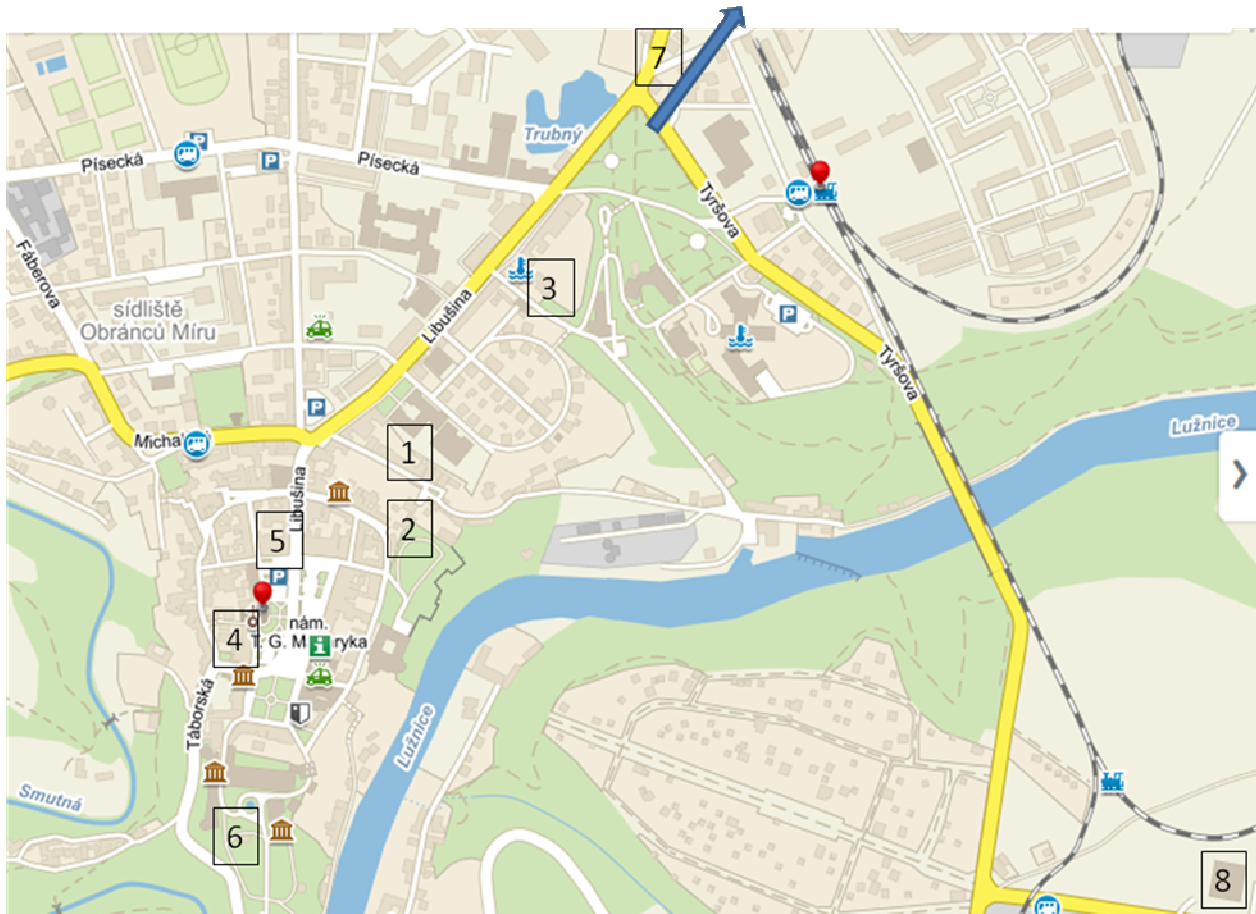 7
Trubný
P
Písecká
P
Písecká
Tyršova
Fáberova
3
sídliště
Obránců Míru
Libušina
P
Tyršova
P
Lužnice
Micha
1
Libušina
2
5
P
4
nám.
T. G. M ryka
i
Táborská
Lužnice
Smutná
6
8